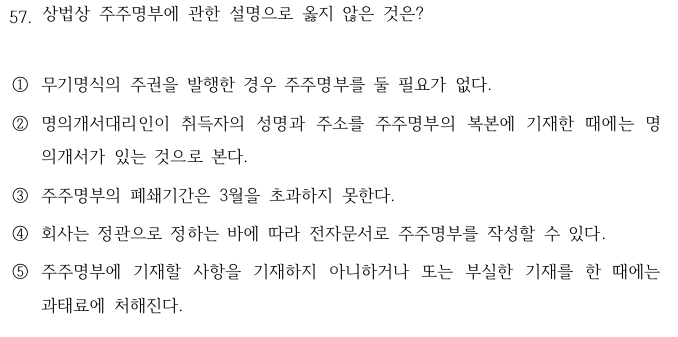 57. 상법상 주주명부에 관한 설명으로 옳지 않은 것은?
① 무기명식의 주권을 발행한 경우 주주명부를 둘 필요가 없다.
② 명의개서대리인이 취득자의 성명과 주소를 주주명부의 복본에 기재한 때에는 명
의개서가 있는 것으로 본다.
③ 주주명부의 폐쇄기간은 3월을 초과하지 못한다.
④ 회사는 정관으로 정하는 바에 따라 전자문서로 주주명부를 작성할 수 있다.
⑤ 주주명부에 기재할 사항을 기재하지 아니하거나 또는 부실한 기재를 한 때에는
과태료에 처해진다.